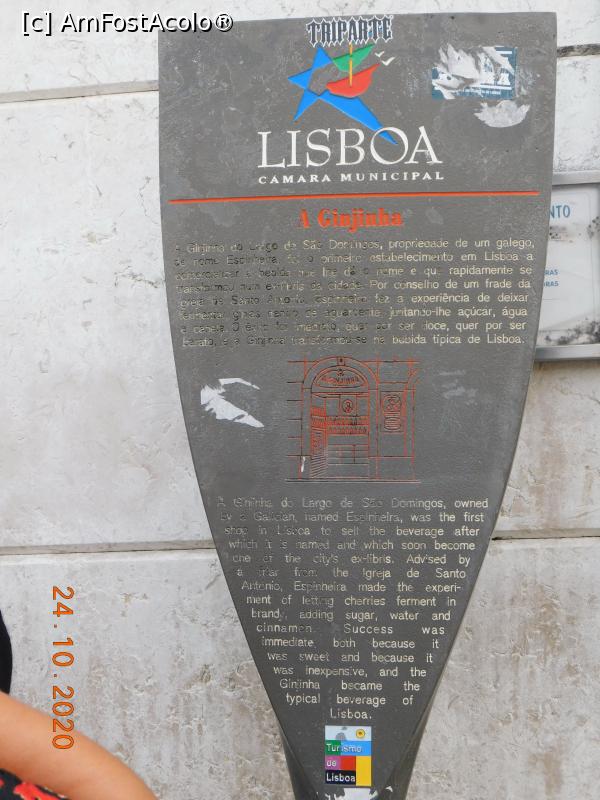 [c] AmFostAcolo®
TRIPARTE
LISBOA
CÂMARA MUNICIPAL
A Ginjinha
A Ginjinha do Largo de São Domingos, propriedade de um galego,
de nome Espinheira, foi o primeiro estabelecimento em Lisboa a
comercializar a bebida que lhe dá o nome e que rapidamente se
transformou num ex-libris da cidade. Por conselho de um frade da
Igreja de Santo António, Espinheira fez a experiência de deixar
fermentar ginjas dentro de aguardente, juntando-lhe açúcar, água
e canela. O êxito foi imediato, quer por ser doce, quer por ser
barato, e a Ginjinha transformou-se na bebida típica de Lisboa.
NTO
RAS
ORAS
A Ginjinha do Largo de São Domingos, owned
by a Galician, named Espinheira, was the first
shop in Lisboa to sell the beverage after
which it is named and which soon become
one of the city's ex-libris. Advised by
a friar from the Igreja de Santo
António, Espinheira made the experi-
ment of letting cherries ferment in
brandy, adding sugar, water and
cinnamen. Success was
immediate, both because it
was sweet and because it
was inexpensive, and the
Ginjinha became the
typical beverage of
Lisboa.
Turismo
de
Lisboa
24.10.2020